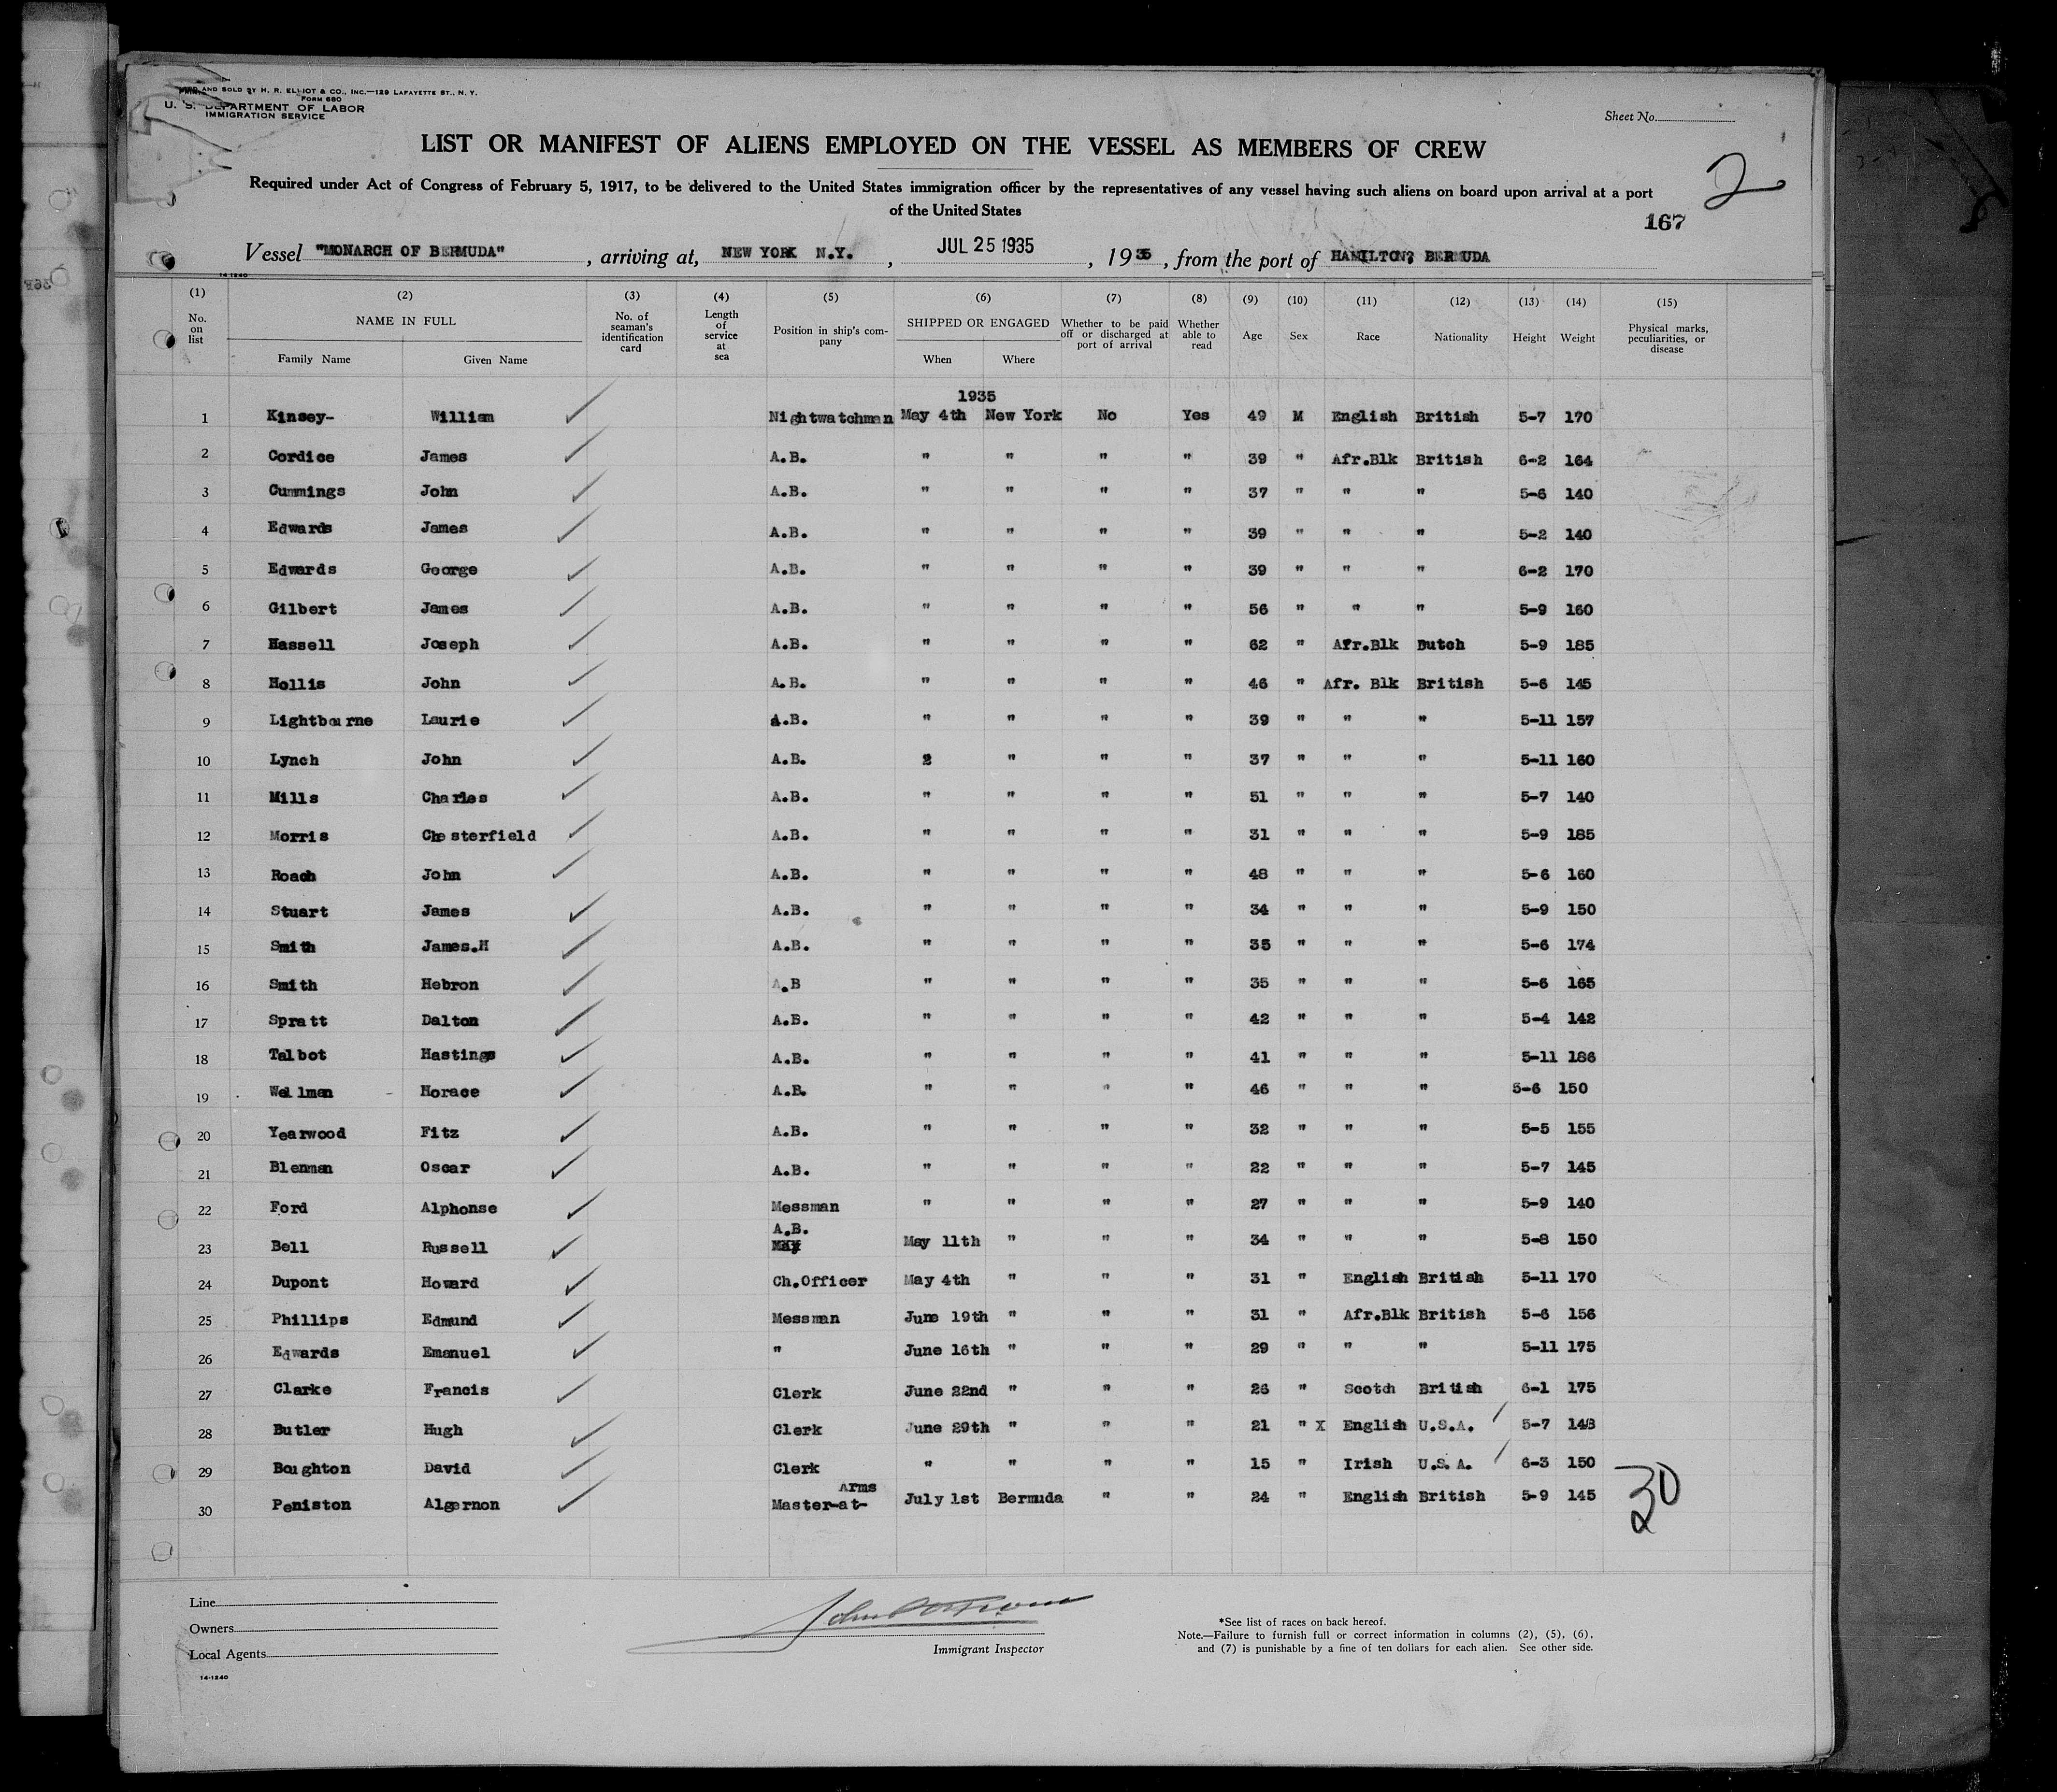 AND SOLD BY H. R. ELLIOT & CO., INC.—129 LAFAYETTE ST., N. Y.
FORM 680
U. S. DEPARTMENT OF LABOR
IMMIGRATION SERVICE
Sheet No.
LIST OR MANIFEST OF ALIENS EMPLOYED ON THE VESSEL AS MEMBERS OF CREW
Required under Act of Congress of February 5, 1917, to be delivered to the United States immigration officer by the representatives of any vessel having such aliens on board upon arrival at a port
of the United States
2
167
Vessel "MONARCH OF BERMUDA", arriving at, NEW YORK N.Y., JUL 25 1935, 1935, from the port of HAMILTON? BERMUDA
14-1240
(1) (2) (3) (4) (5) (6) (7) (8) (9) (10) (11) (12) (13) (14) (15)
No. on list NAME IN FULL Family Name Given Name No. of seaman's identification card Length of service at sea Position in ship's company SHIPPED OR ENGAGED When Where Whether to be paid off or discharged at port of arrival Whether able to read Age Sex Race Nationality Height Weight Physical marks, peculiarities, or disease
1935
1 Kinsey- William Nightwatchman May 4th New York No Yes 49 M English British 5-7 170
2 Cordice James A.B. " " " " 39 " Afr.Blk British 6-2 164
3 Cummings John A.B. " " " " 37 " " " 5-6 140
4 Edwards James A.B. " " " " 39 " " " 5-2 140
5 Edwards George A.B. " " " " 39 " " " 6-2 170
6 Gilbert James A.B. " " " " 56 " " " 5-9 160
7 Hassell Joseph A.B. " " " " 62 " Afr.Blk Dutch 5-9 185
8 Hollis John A.B. " " " " 46 " Afr. Blk British 5-6 145
9 Lightbourne Laurie A.B. " " " " 39 " " " 5-11 157
10 Lynch John A.B. 2 " " " 37 " " " 5-11 160
11 Mills Charles A.B. " " " " 51 " " " 5-7 140
12 Morris Chesterfield A.B. " " " " 31 " " " 5-9 185
13 Roach John A.B. " " " " 48 " " " 5-6 160
14 Stuart James A.B. " " " " 34 " " " 5-9 150
15 Smith James.H A.B. " " " " 35 " " " 5-6 174
16 Smith Hebron A.B " " " " 35 " " " 5-6 165
17 Spratt Dalton A.B. " " " " 42 " " " 5-4 142
18 Talbot Hastings A.B. " " " " 41 " " " 5-11 186
19 Wellman - Horace A.B. " " " " 46 " " " 5-6 150
20 Yearwood Fitz A.B. " " " " 32 " " " 5-5 155
21 Blenman Oscar A.B. " " " " 22 " " " 5-7 145
22 Ford Alphonse Messman " " " " 27 " " " 5-9 140
A.B.
23 Bell Russell May May 11th " " " 34 " " " 5-8 150
24 Dupont Howard Ch.Officer May 4th " " " 31 " English British 5-11 170
25 Phillips Edmund Messman June 19th " " " 31 " Afr.Blk British 5-6 156
26 Edwards Emanuel " June 16th " " " 29 " " " 5-11 175
27 Clarke Francis Clerk June 22nd " " " 26 " Scotch British 6-1 175
28 Butler Hugh Clerk June 29th " " " 21 " X English U.S.A. 5-7 143
29 Boughton David Clerk " " " " 15 " Irish U.S.A. 6-3 150
Arms
30 Peniston Algernon Master-at- July 1st Bermuda " " 24 " English British 5-9 145
30
Line
Owners
Local Agents
14-1240
Immigrant Inspector
*See list of races on back hereof.
Note.—Failure to furnish full or correct information in columns (2), (5), (6),
and (7) is punishable by a fine of ten dollars for each alien. See other side.